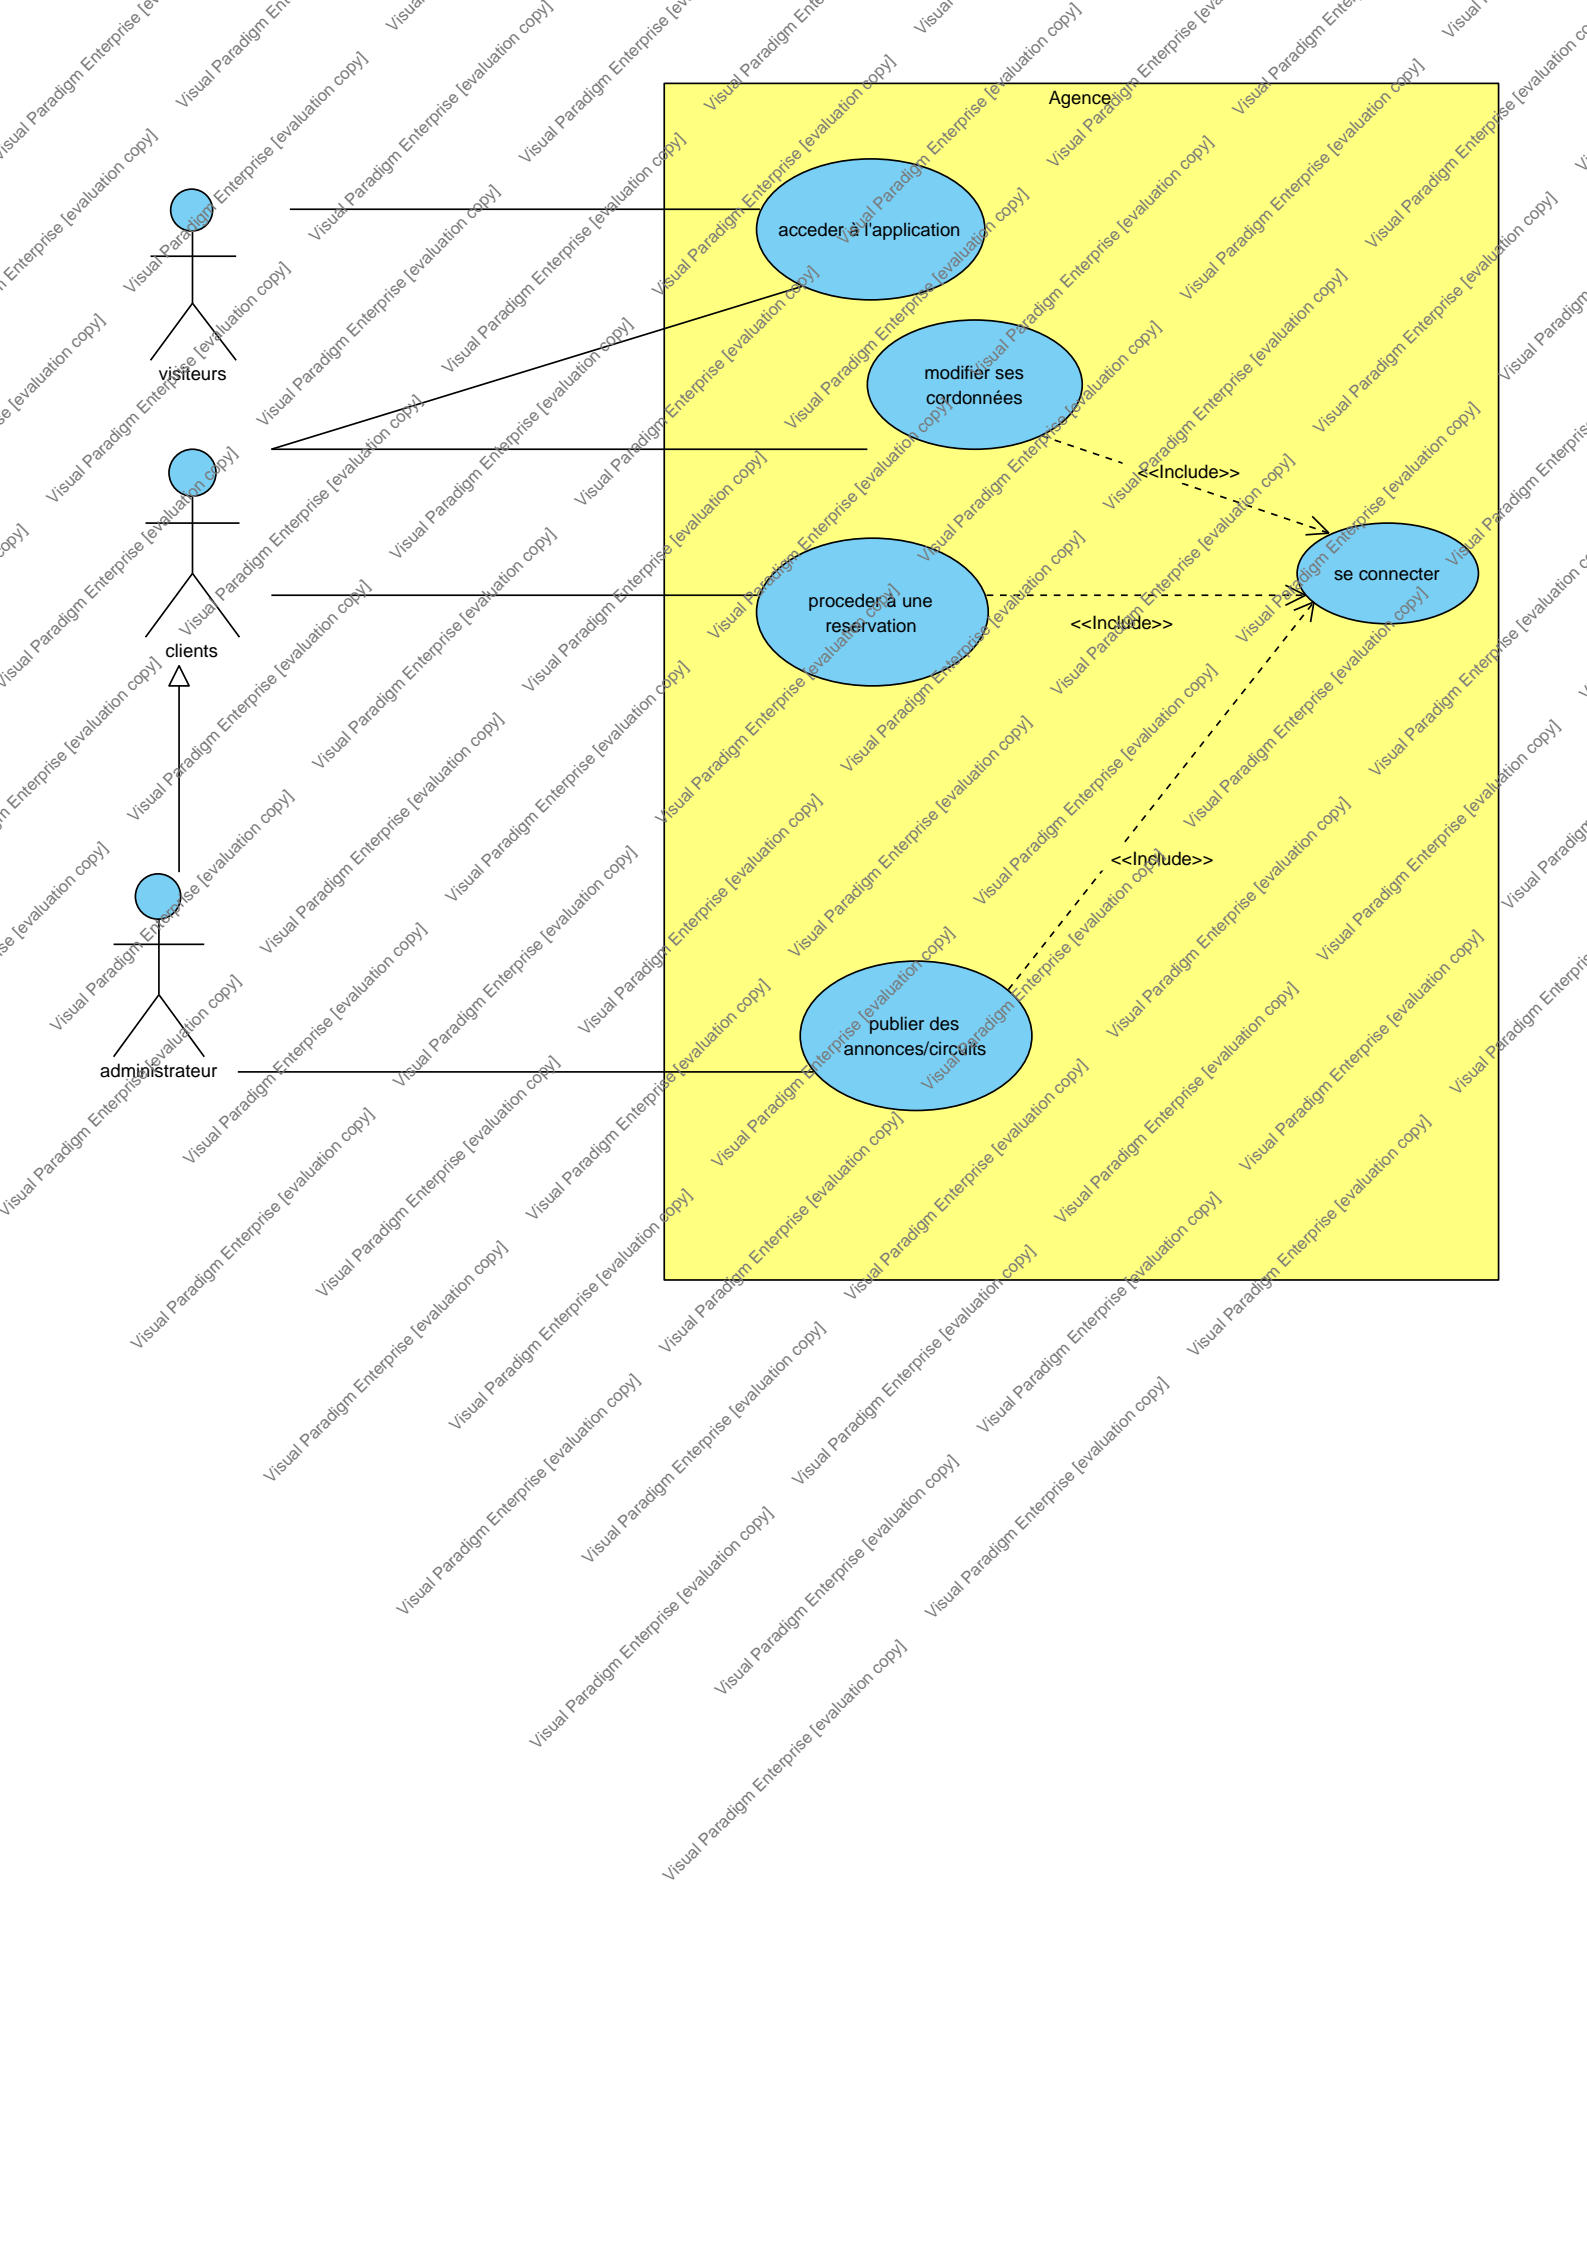 Agence
acceder à l'application
visiteurs
modifier ses
cordonnées
<<Include>>
se connecter
proceder à une
reservation
<<Include>>
clients
<<Include>>
publier des
annonces/circuits
administrateur
Visual Paradigm Enterprise [evaluation copy]